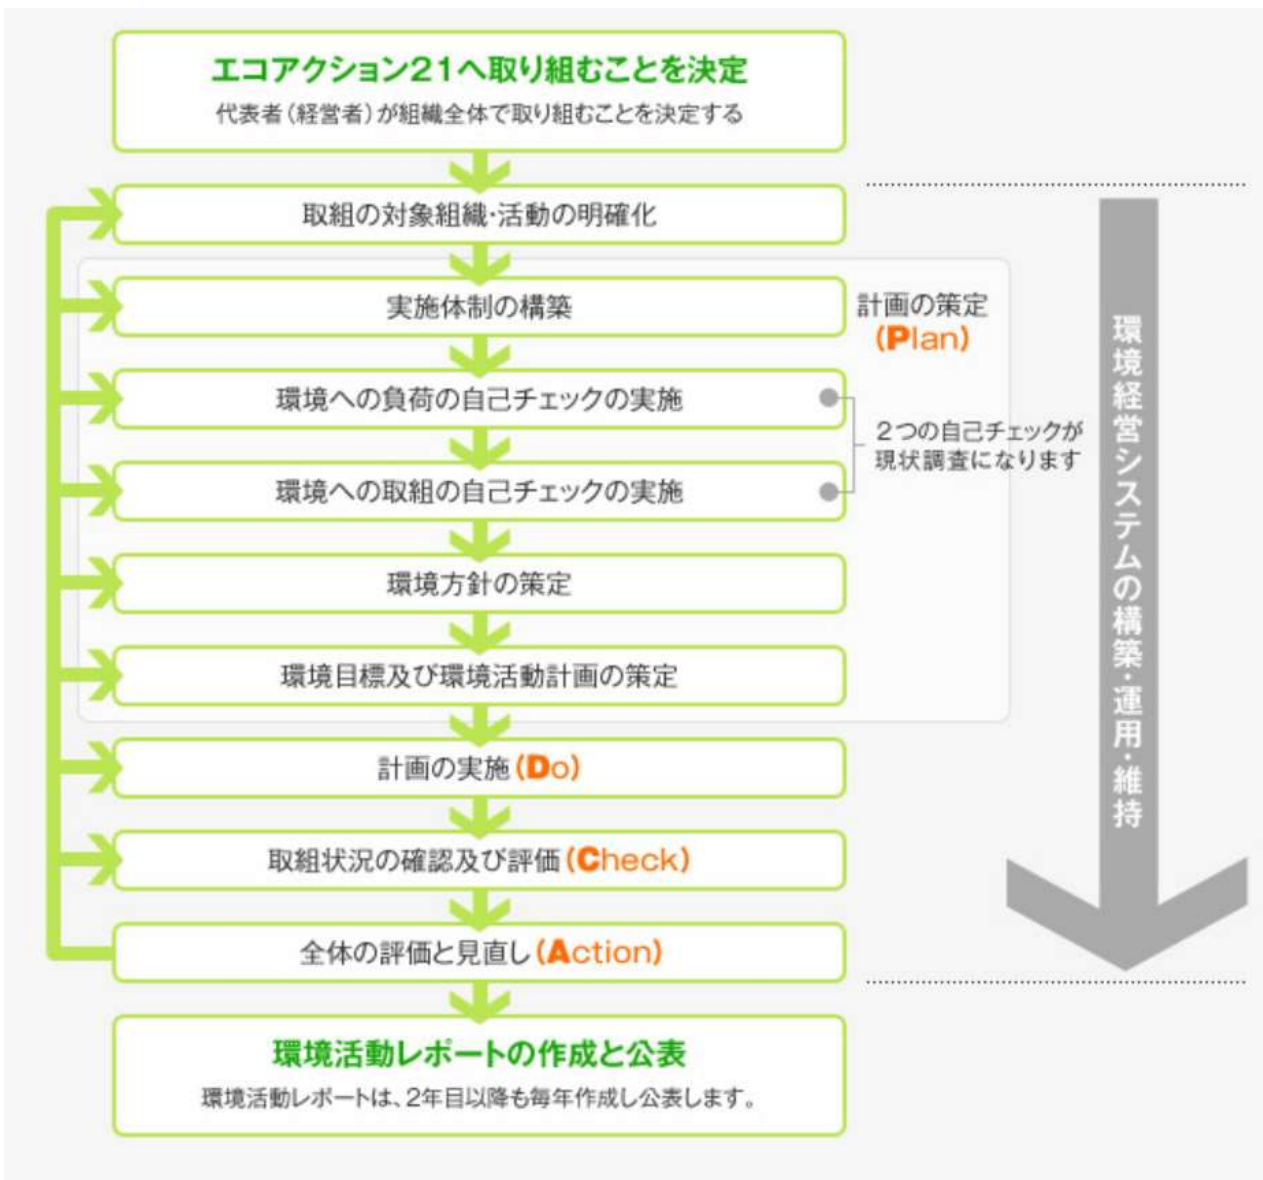 エコアクション21へ取り組むことを決定
代表者(経営者)が組織全体で取り組むことを決定する
取組の対象組織・活動の明確化
実施体制の構築
計画の策定
(Plan)
環境への負荷の自己チェックの実施
2つの自己チェックが
現状調査になります
環境への取組の自己チェックの実施
環境方針の策定
環境目標及び環境活動計画の策定
計画の実施(Do)
取組状況の確認及び評価(Check)
全体の評価と見直し(Action)
環境経営システムの構築・運用・維持
環境活動レポートの作成と公表
環境活動レポートは、2年目以降も毎年作成し公表します。